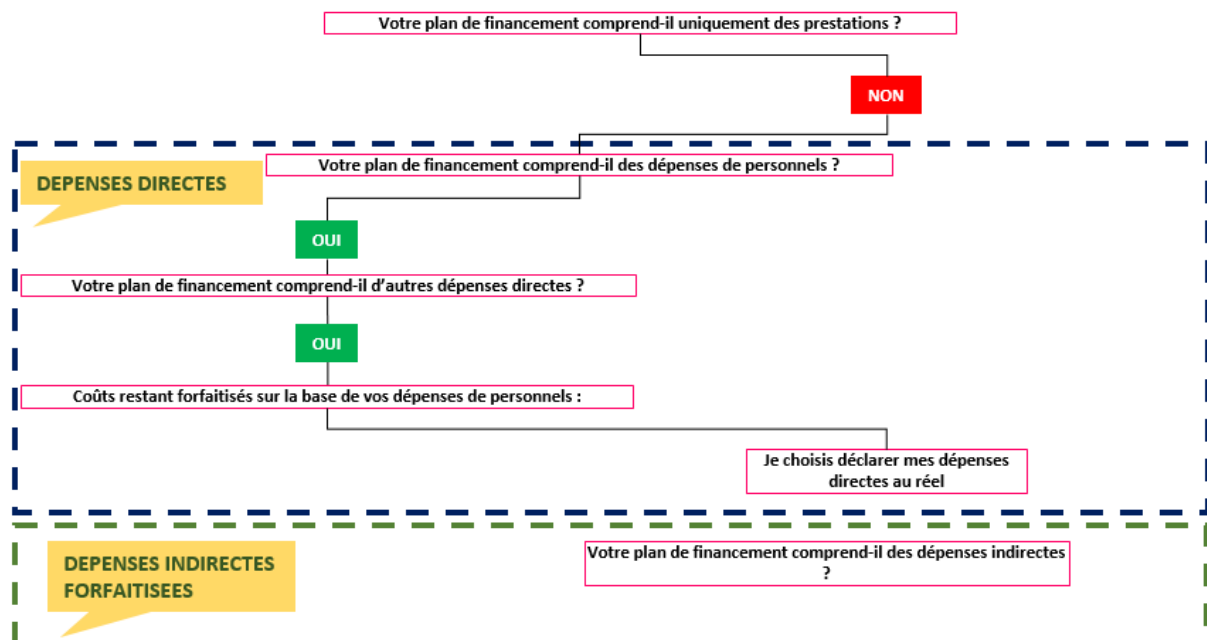 Votre plan de financement comprend-il uniquement des prestations ?
NON
Votre plan de financement comprend-il des dépenses de personnels ?
DEPENSES DIRECTES
OUI
Votre plan de financement comprend-il d'autres dépenses directes ?
OUI
Coûts restant forfaitisés sur la base de vos dépenses de personnels :
Je choisis déclarer mes dépenses
directes au réel
Votre plan de financement comprend-il des dépenses indirectes
?
DEPENSES INDIRECTES
FORFAITISEES